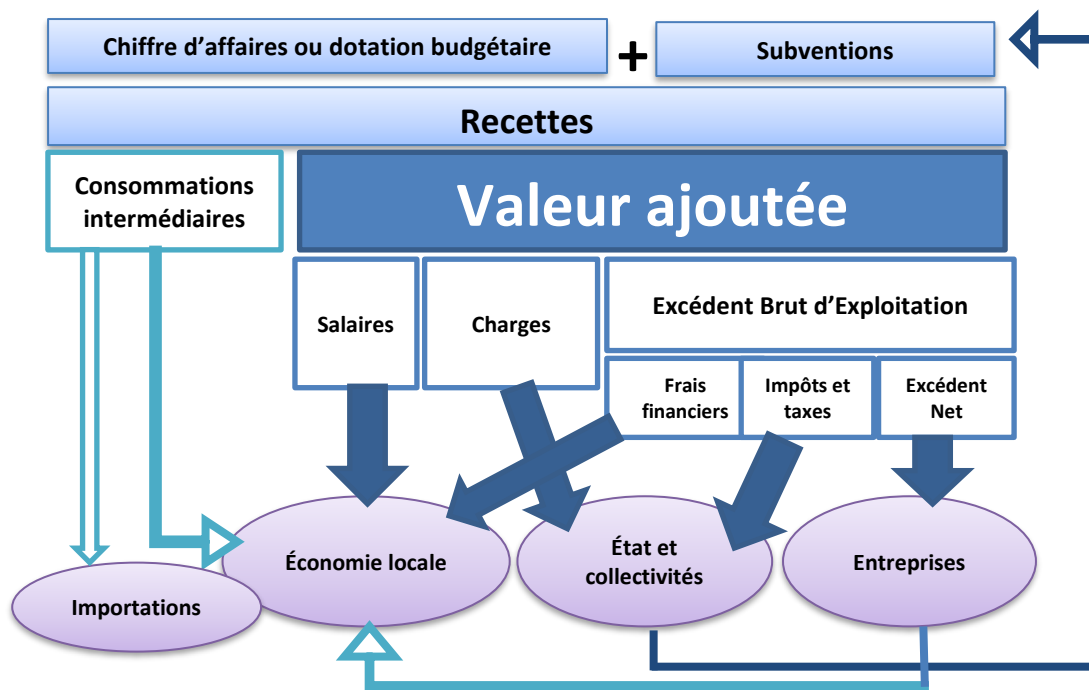 Chiffre d'affaires ou dotation budgétaire
+
Subventions
Recettes
Consommations
intermédiaires
Valeur ajoutée
Salaires
Charges
Excédent Brut d'Exploitation
Frais
financiers
Impôts et
taxes
Excédent
Net
Économie locale
État et
collectivités
Entreprises
Importations